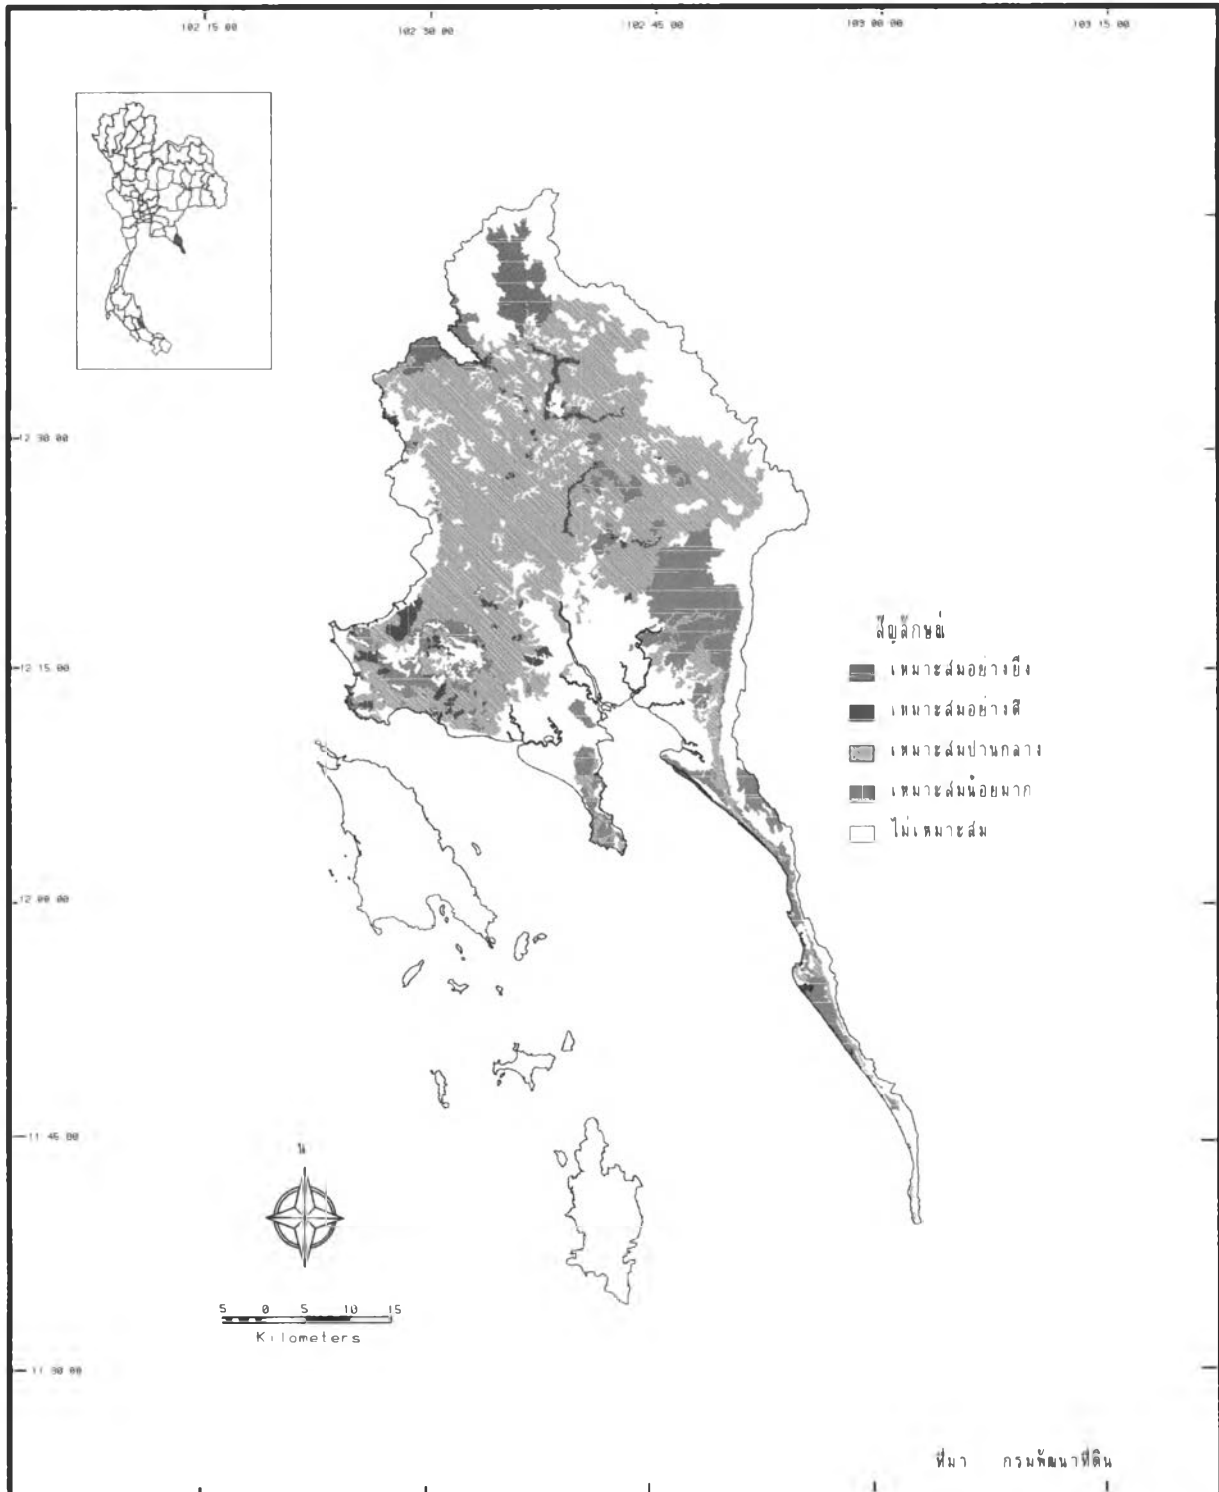 102 15 00
102 30 00
102 45 00
103 00 00
103 15 00
12 30 00
สัญลักษณ์
12 15 00
เหมาะสมอย่างยิ่ง
เหมาะสมอย่างดี
เหมาะสมปานกลาง
เหมาะสมน้อยมาก
ไม่เหมาะสม
12 00 00
11 45 00
น
5 0 5 10 15
Kilometers
11 30 00
ที่มา กรมพัฒนาที่ดิน